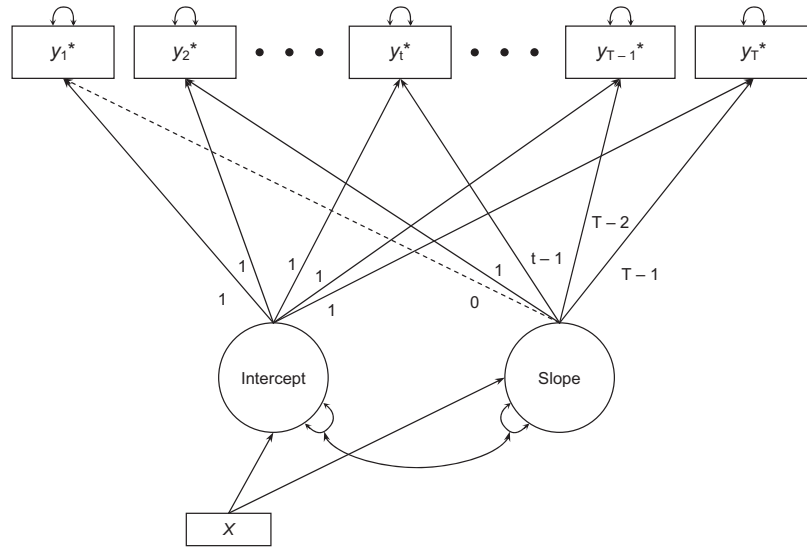 y1* y2* • • • yt* • • • yT – 1* yT*
T – 2
1 1 1 1 t – 1 T – 1
1 1 0
Intercept Slope
X